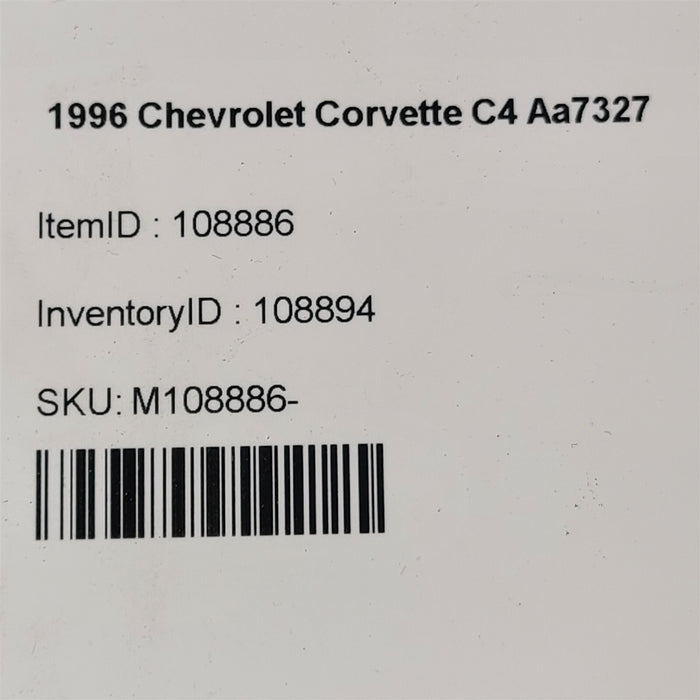 1996 Chevrolet Corvette C4 Aa7327
ItemID : 108886
InventoryID : 108894
SKU: M108886-